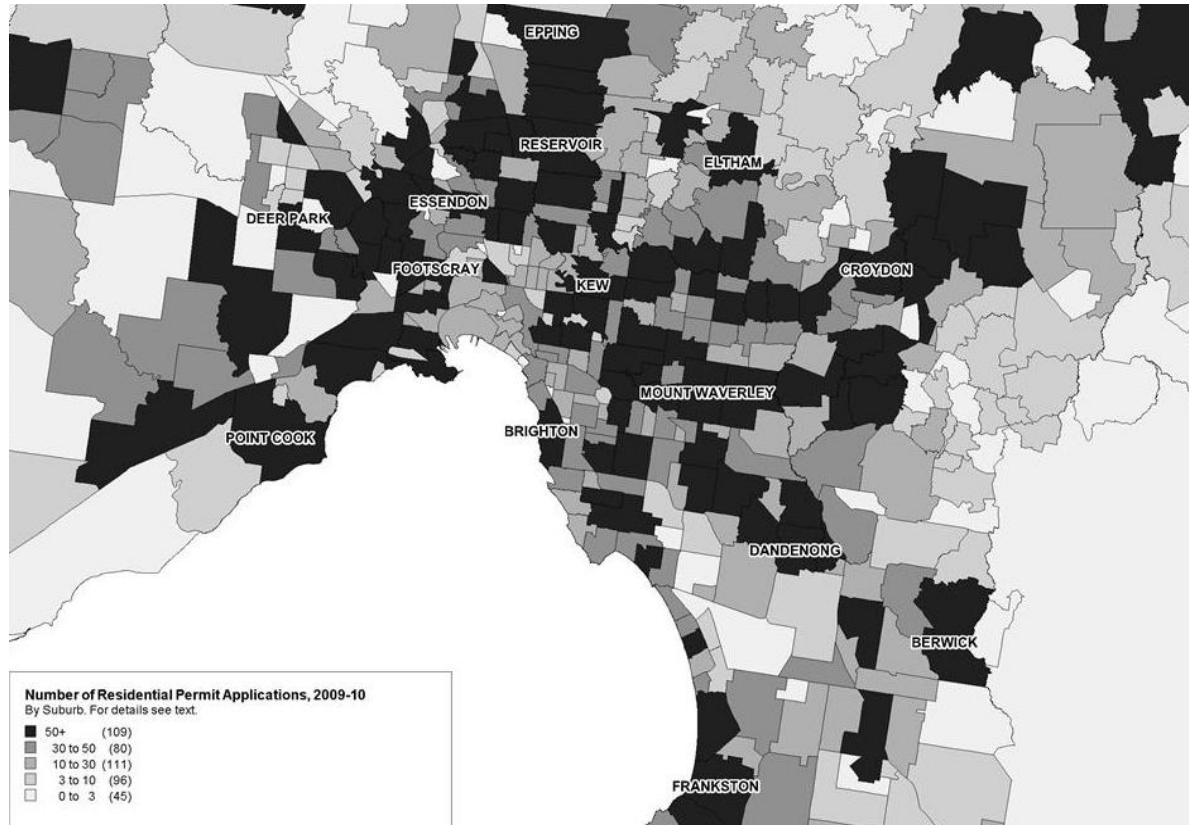 EPPING
RESERVOIR
ELTHAM
ESSENDON
DEER PARK
FOOTSCRAY
CROYDON
KEW
MOUNT WAVERLEY
BRIGHTON
POINT COOK
DANDENONG
BERWICK
FRANKSTON
Number of Residential Permit Applications, 2009-10
By Suburb. For details see text.
50+ (109)
30 to 50 (80)
10 to 30 (111)
3 to 10 (96)
0 to 3 (45)